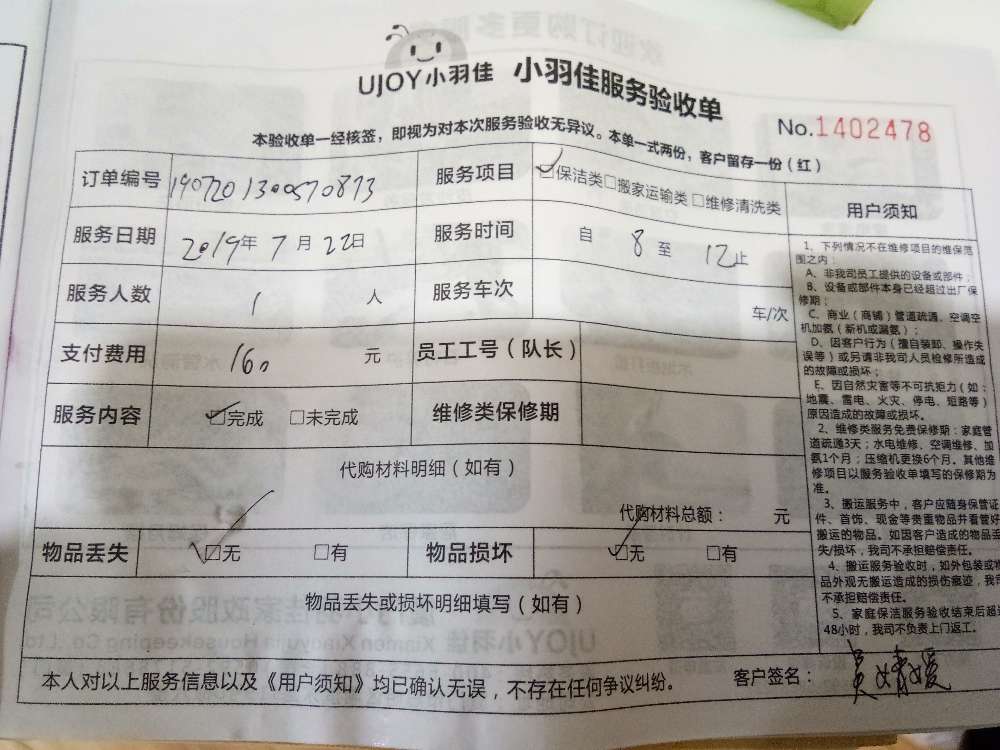 UJOY小羽佳 小羽佳服务验收单
No.1402478
本验收单一经核签，即视为对本次服务验收无异议。本单一式两份，客户留存一份（红）
订单编号 1907201300570873 服务项目 ☑保洁类□搬家运输类□维修清洗类
服务日期 2019年7月22日 服务时间 自 8 至 12止
服务人数 1 人 服务车次 车/次
支付费用 160 元 员工工号（队长）
服务内容 ☑完成 □未完成 维修类保修期
代购材料明细（如有）
代购材料总额： 元
物品丢失 ☑无 □有 物品损坏 ☑无 □有
物品丢失或损坏明细填写（如有）
本人对以上服务信息以及《用户须知》均已确认无误，不存在任何争议纠纷。 客户签名：
用户须知
1、下列情况不在维修项目的维保范
围之内：
A、非我司员工提供的设备或部件；
B、设备或部件本身已经超过出厂保
修期；
C、商业（商铺）管道疏通、空调空
机加氨（新机或漏氨）；
D、因客户行为（擅自装卸、操作失
误等）或另请非我司人员检修所造成
的故障或损坏；
E、因自然灾害等不可抗拒力（如：
地震、雷电、火灾、停电、短路等）
原因造成的故障或损坏。
2、维修类服务免费保修期：家庭管
道疏通3天；水电维修、空调维修、加
氨1个月；压缩机更换6个月。其他维
修项目以服务验收单填写的保修期为
准。
3、搬运服务中，客户应随身保管证
件、首饰、现金等贵重物品并看管好
搬运的物品。如因客户造成的物品丢
失/损坏，我司不承担赔偿责任。
4、搬运服务验收时，如外包装或物
品外观无搬运造成的损伤痕迹，我司
不承担赔偿责任。
5、家庭保洁服务验收结束后超过
48小时，我司不负责上门返工。